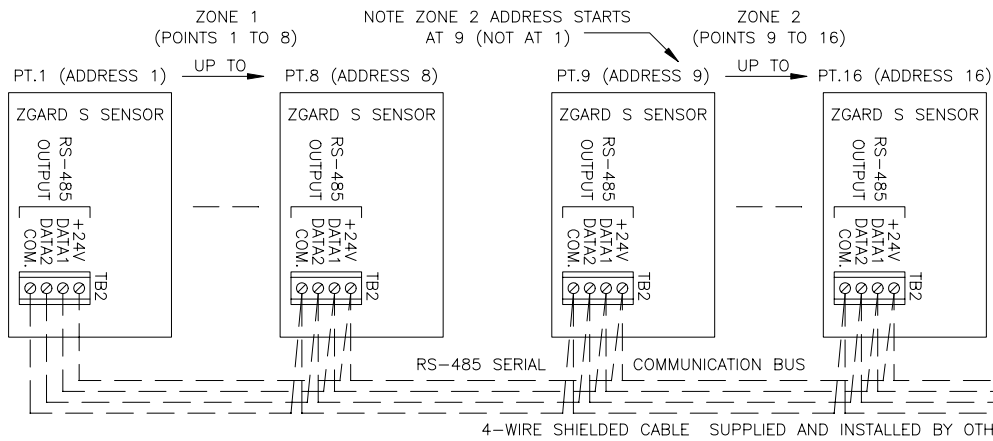 ZONE 1
(POINTS 1 TO 8)
NOTE ZONE 2 ADDRESS STARTS
AT 9 (NOT AT 1)
ZONE 2
(POINTS 9 TO 16)
PT.1 (ADDRESS 1)
UP TO
PT.8 (ADDRESS 8)
PT.9 (ADDRESS 9)
UP TO
PT.16 (ADDRESS 16)
ZGARD S SENSOR
RS-485
OUTPUT
+24V
DATA1
DATA2
COM.
TB2
ZGARD S SENSOR
RS-485
OUTPUT
+24V
DATA1
DATA2
COM.
TB2
ZGARD S SENSOR
RS-485
OUTPUT
+24V
DATA1
DATA2
COM.
TB2
ZGARD S SENSOR
RS-485
OUTPUT
+24V
DATA1
DATA2
COM.
TB2
RS-485 SERIAL COMMUNICATION BUS
4-WIRE SHIELDED CABLE SUPPLIED AND INSTALLED BY OTH